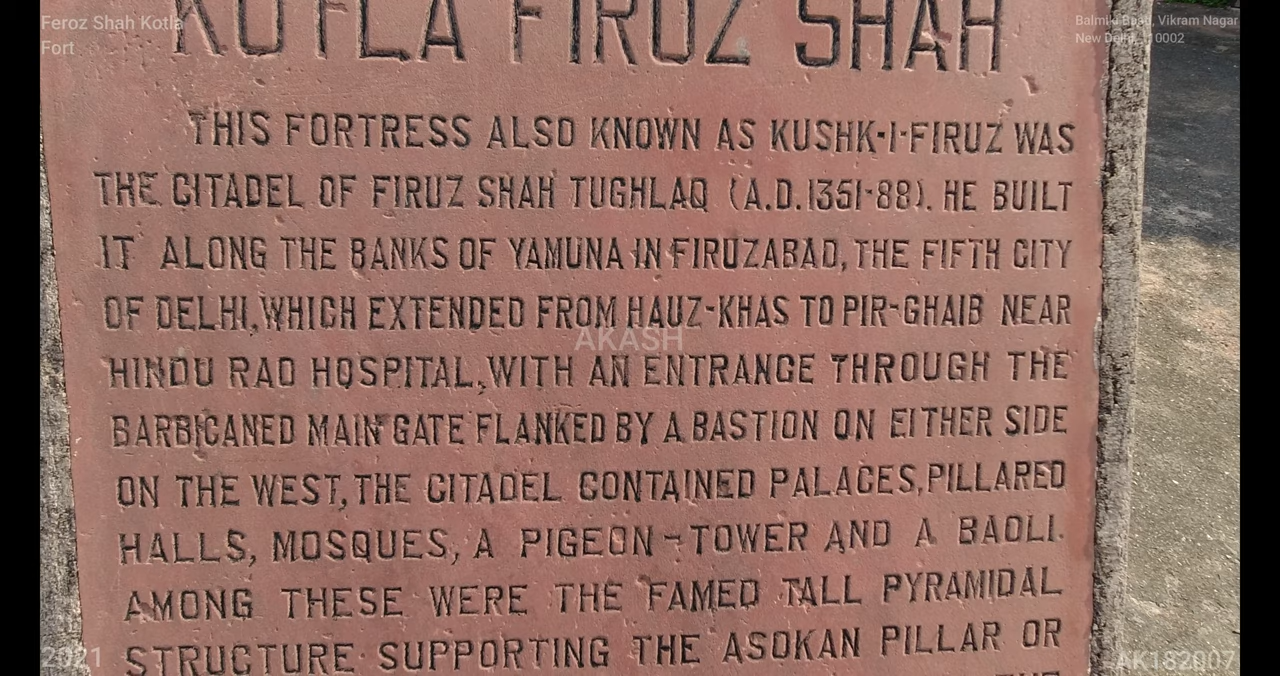 Feroz Shah Kotla
Fort
New Delhi, 110002
KOTLA FIROZ SHAH
THIS FORTRESS ALSO KNOWN AS KUSHK-I-FIRUZ WAS
THE CITADEL OF FIRUZ SHAH TUGHLAQ (A.D.1351-88). HE BUILT
IT ALONG THE BANKS OF YAMUNA IN FIRUZABAD, THE FIFTH CITY
OF DELHI, WHICH EXTENDED FROM HAUZ-KHAS TO PIR-GHAIB NEAR
AKASH
HINDU RAO HOSPITAL, WITH AN ENTRANCE THROUGH THE
BARBICANED MAIN GATE FLANKED BY A BASTION ON EITHER SIDE
ON THE WEST, THE CITADEL CONTAINED PALACES, PILLARED
HALLS, MOSQUES, A PIGEON-TOWER AND A BAOLI.
AMONG THESE WERE THE FAMED TALL PYRAMIDAL
STRUCTURE SUPPORTING THE ASOKAN PILLAR OR
2021
AK182007